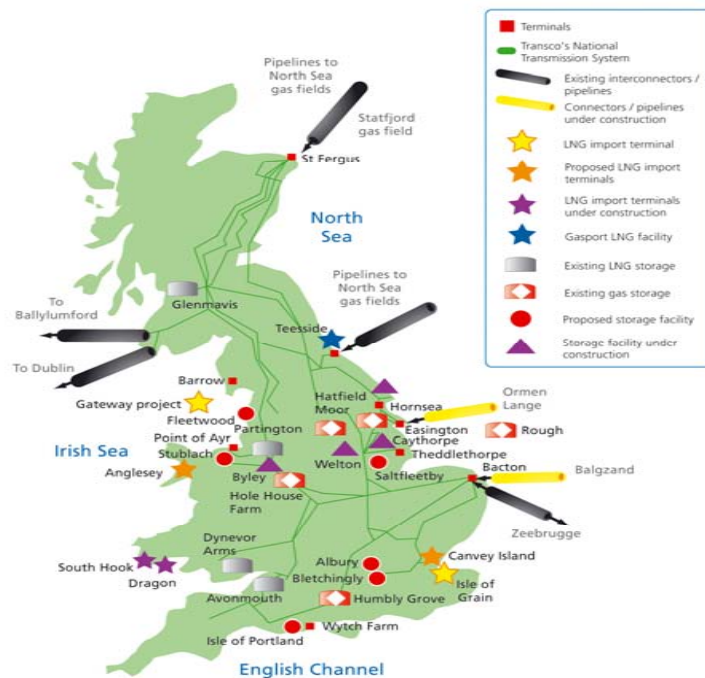 Terminals
Transco's National
Transmission System
Existing interconnectors /
pipelines
Connectors / pipelines
under construction
LNG import terminal
Proposed LNG import
terminals
LNG import terminals
under construction
Gasport LNG facility
Existing LNG storage
Existing gas storage
Proposed storage facility
Storage facility under
construction
Pipelines to
North Sea
gas fields
Statfjord
gas field
St Fergus
North
Sea
Glenmavis
To
Ballylumford
To Dublin
Pipelines to
North Sea
gas fields
Teesside
Barrow
Gateway project
Fleetwood
Partington
Point of Ayr
Stublach
Irish Sea
Anglesey
Byley
Hole House
Farm
Hatfield
Moor
Hornsea
Easington
Caythorpe
Theddlethorpe
Welton
Saltfleetby
Ormen
Lange
Rough
Bacton
Balgzand
Zeebrugge
Dynevor
Arms
South Hook
Dragon
Avonmouth
Albury
Bletchingly
Canvey Island
Isle of
Grain
Humbly Grove
Isle of Portland
Wytch Farm
English Channel